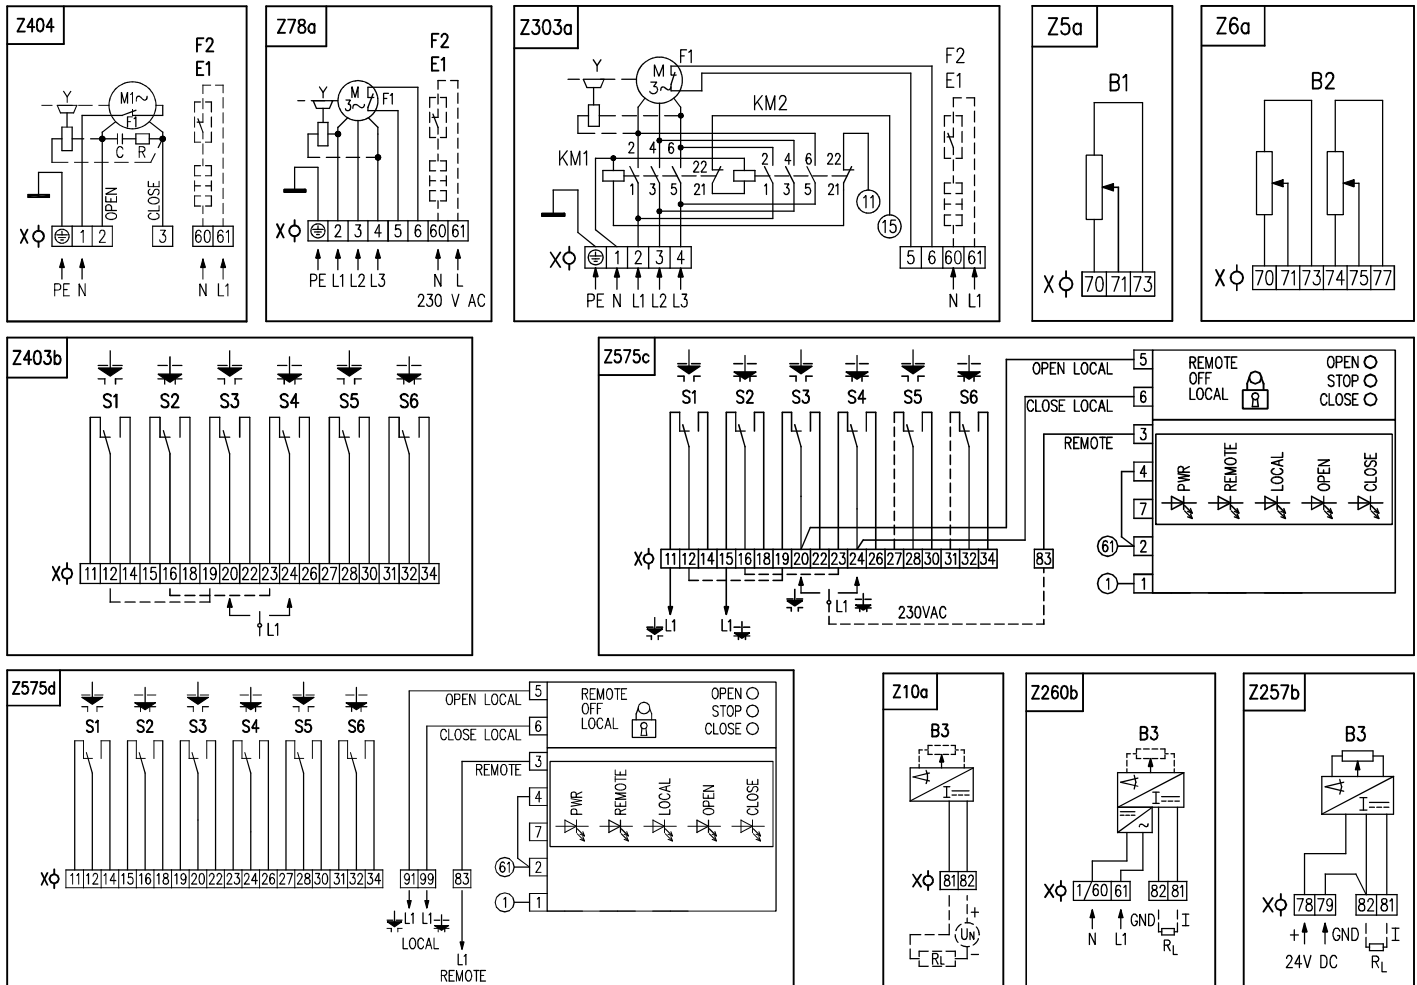 Z404
F2
E1
Y
M1~
F1
C R
OPEN
CLOSE
X 1 2 3 60 61
PE N N L1
Z78a
F2
E1
Y
M
3~
F1
X 1 2 3 4 5 6 60 61
PE L1 L2 L3 N L
230 V AC
Z303a
F1
Y
M
3~
F2
E1
KM2
KM1
2 4 6 22 2 4 6 22
1 3 5 21 1 3 5 21
11
15
X 1 2 3 4 5 6 60 61
PE N L1 L2 L3 N L1
Z5a
B1
X 70 71 73
Z6a
B2
X 70 71 73 74 75 77
Z403b
S1 S2 S3 S4 S5 S6
X 11 12 14 15 16 18 19 20 22 23 24 26 27 28 30 31 32 34
L1
Z575c
S1 S2 S3 S4 S5 S6
X 11 12 14 15 16 18 19 20 22 23 24 26 27 28 30 31 32 34 83
L1 L1 L1
230VAC
OPEN LOCAL 5
CLOSE LOCAL 6
REMOTE 3
4
7
61 2
1 1
REMOTE
OFF
LOCAL
OPEN
STOP
CLOSE
PWR
REMOTE
LOCAL
OPEN
CLOSE
Z575d
S1 S2 S3 S4 S5 S6
X 11 12 14 15 16 18 19 20 22 23 24 26 27 28 30 31 32 34 91 99 83
L1 L1
LOCAL
L1
REMOTE
OPEN LOCAL 5
CLOSE LOCAL 6
REMOTE 3
4
7
61 2
1 1
REMOTE
OFF
LOCAL
OPEN
STOP
CLOSE
PWR
REMOTE
LOCAL
OPEN
CLOSE
Z10a
B3
I
X 81 82
+
UN
-
RL
Z260b
B3
I
~
X 1/60 61 82 81
N L1 GND I
RL
Z257b
B3
I
X 78 79 82 81
+ GND I
24V DC RL